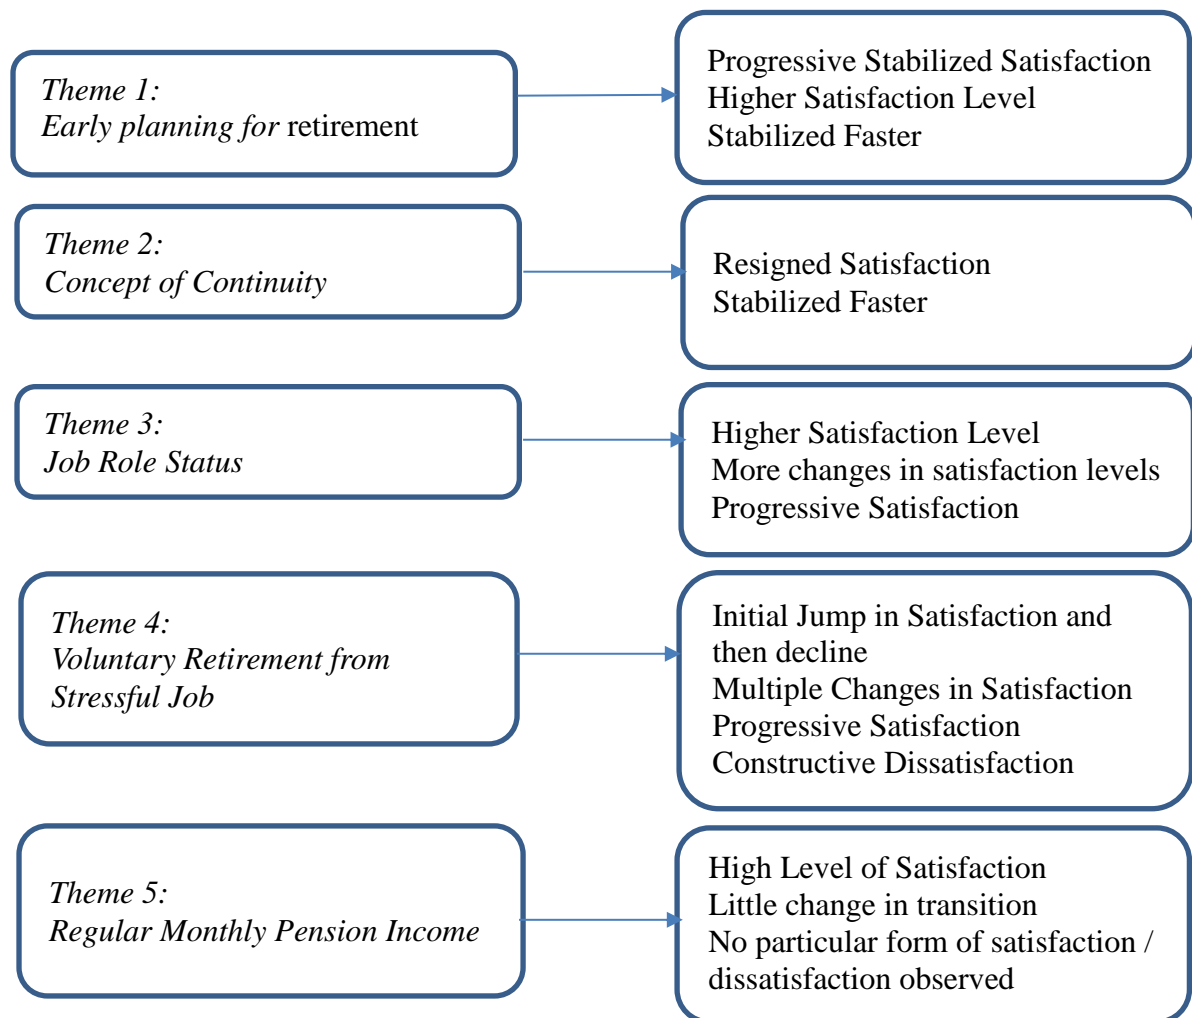 Theme 1:
Early planning for retirement
Progressive Stabilized Satisfaction
Higher Satisfaction Level
Stabilized Faster
Theme 2:
Concept of Continuity
Resigned Satisfaction
Stabilized Faster
Theme 3:
Job Role Status
Higher Satisfaction Level
More changes in satisfaction levels
Progressive Satisfaction
Theme 4:
Voluntary Retirement from
Stressful Job
Initial Jump in Satisfaction and
then decline
Multiple Changes in Satisfaction
Progressive Satisfaction
Constructive Dissatisfaction
Theme 5:
Regular Monthly Pension Income
High Level of Satisfaction
Little change in transition
No particular form of satisfaction /
dissatisfaction observed